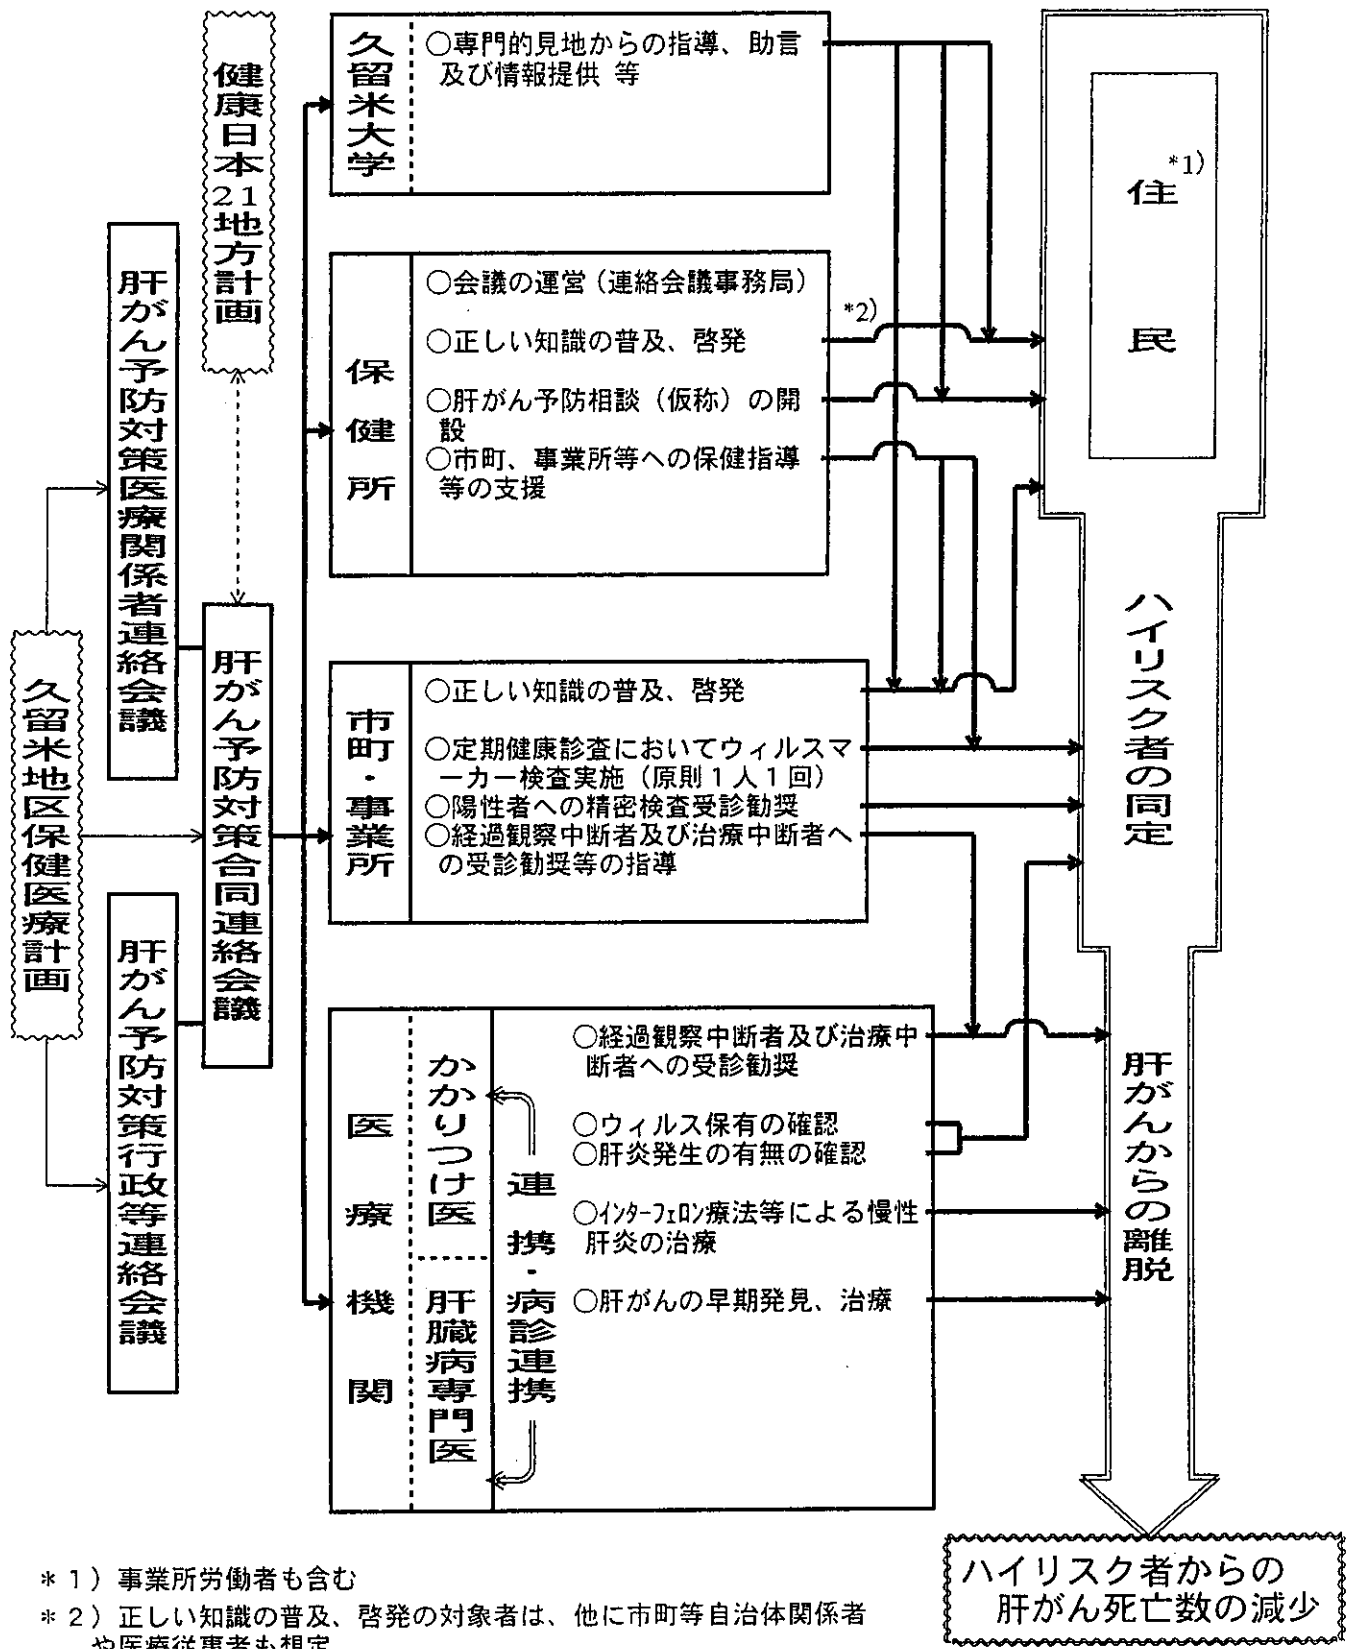 久留米地区保健医療計画
肝がん予防対策医療関係者連絡会議
肝がん予防対策行政等連絡会議
健康日本21地方計画
肝がん予防対策合同連絡会議
久留米大学
○専門的見地からの指導、助言
及び情報提供 等
保健所
○会議の運営(連絡会議事務局)
○正しい知識の普及、啓発
○肝がん予防相談(仮称)の開
設
○市町、事業所等への保健指導
等の支援
*2)
市町・事業所
○正しい知識の普及、啓発
○定期健康診査においてウィルスマ
ーカー検査実施(原則1人1回)
○陽性者への精密検査受診勧奨
○経過観察中断者及び治療中断者へ
の受診勧奨等の指導
医療機関
かかりつけ医
肝臓病専門医
連携・病診連携
○経過観察中断者及び治療中
断者への受診勧奨
○ウィルス保有の確認
○肝炎発生の有無の確認
○インターフェロン療法等による慢性
肝炎の治療
○肝がんの早期発見、治療
住民 *1)
ハイリスク者の同定
肝がんからの離脱
ハイリスク者からの
肝がん死亡数の減少
*1)事業所労働者も含む
*2)正しい知識の普及、啓発の対象者は、他に市町等自治体関係者
や医療従事者も想定